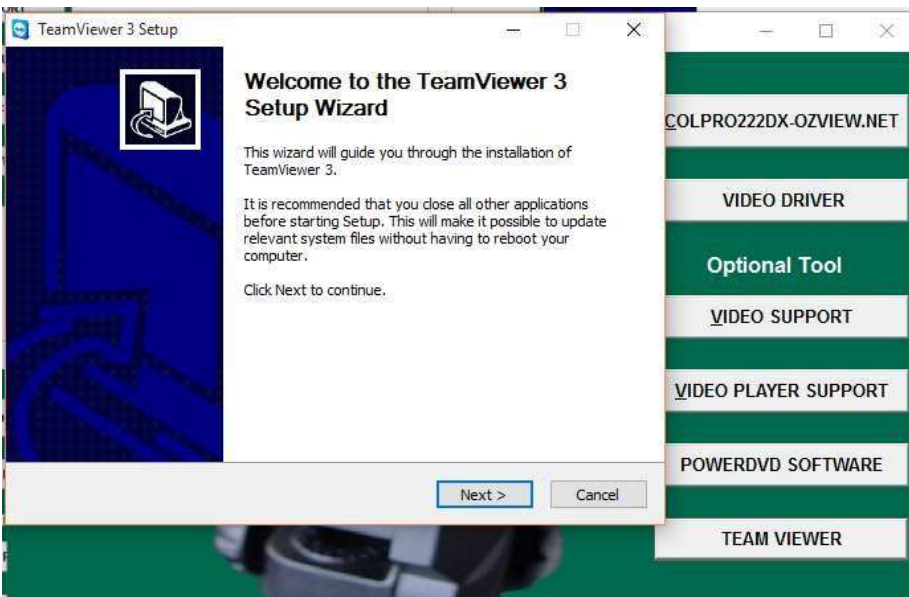 TeamViewer 3 Setup
Welcome to the TeamViewer 3
Setup Wizard
This wizard will guide you through the installation of
TeamViewer 3.
It is recommended that you close all other applications
before starting Setup. This will make it possible to update
relevant system files without having to reboot your
computer.
Click Next to continue.
Next >
Cancel
COLPRO222DX-OZVIEW.NET
VIDEO DRIVER
Optional Tool
VIDEO SUPPORT
VIDEO PLAYER SUPPORT
POWERDVD SOFTWARE
TEAM VIEWER